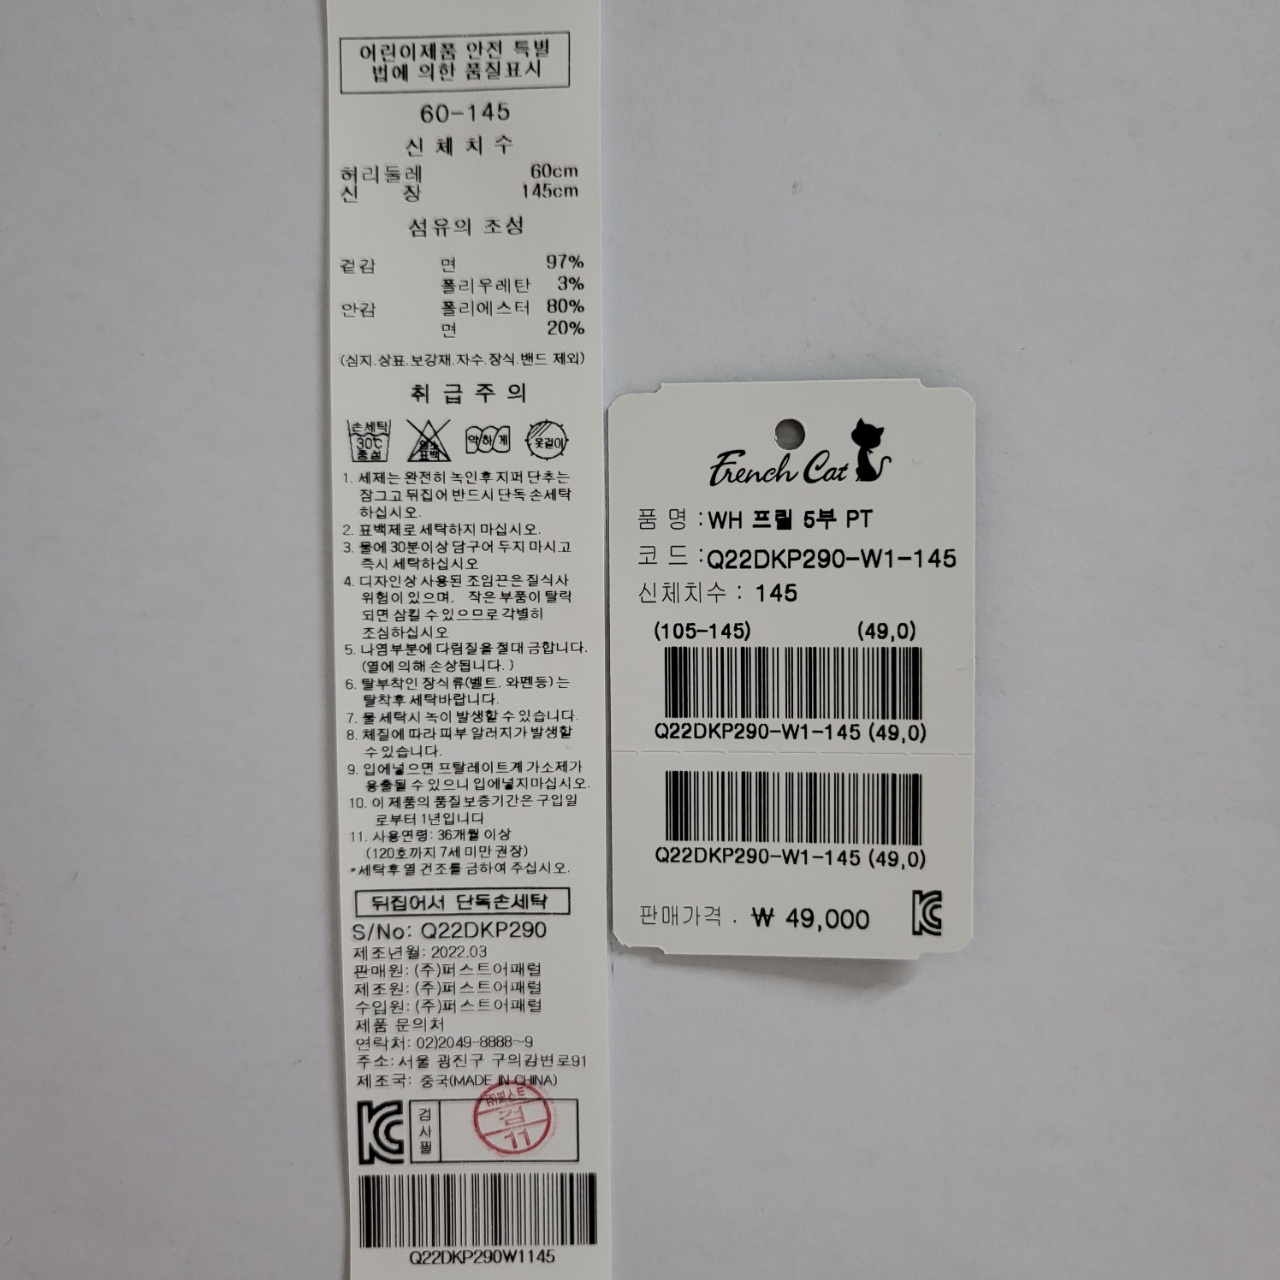 어린이제품 안전 특별
법에 의한 품질표시
60-145
신 체 치 수
허리둘레 60cm
신 장 145cm
섬유의 조성
겉감 면 97%
폴리우레탄 3%
안감 폴리에스터 80%
면 20%
(심지.상표.보강재.자수.장식.밴드 제외)
취 급 주 의
손세탁
30℃
중성
염소
표백
약하게
옷걸이
1. 세제는 완전히 녹인후 지퍼 단추는
잠그고 뒤집어 반드시 단독 손세탁
하십시오.
2. 표백제로 세탁하지 마십시오.
3. 물에 30분이상 담구어 두지 마시고
즉시 세탁하십시오
4. 디자인상 사용된 조임끈은 질식사
위험이 있으며, 작은 부품이 탈락
되면 삼킬 수 있으므로 각별히
조심하십시오
5. 나염부분에 다림질을 절대 금합니다.
(열에 의해 손상됩니다.)
6. 탈부착인 장식류(벨트. 와펜등)는
탈착후 세탁바랍니다.
7. 물 세탁시 녹이 발생할 수 있습니다.
8. 체질에 따라 피부 알러지가 발생할
수 있습니다.
9. 입에넣으면 프탈레이트계 가소제가
용출될 수 있으니 입에넣지마십시오.
10. 이 제품의 품질보증기간은 구입일
로부터 1년입니다
11. 사용연령: 36개월 이상
(120호까지 7세 미만 권장)
*세탁후 열 건조를 금하여 주십시오.
뒤집어서 단독손세탁
S/No: Q22DKP290
제조년월: 2022.03
판매원: (주)퍼스트어패럴
제조원: (주)퍼스트어패럴
수입원: (주)퍼스트어패럴
제품 문의처
연락처: 02)2049-8888~9
주소: 서울 광진구 구의강변로91
제조국: 중국(MADE IN CHINA)
KC
검사필
검
11
Q22DKP290W1145
French Cat
품 명 : WH 프릴 5부 PT
코 드 : Q22DKP290-W1-145
신체치수 : 145
(105-145) (49,0)
Q22DKP290-W1-145 (49,0)
Q22DKP290-W1-145 (49,0)
판매가격 . ₩ 49,000
KC